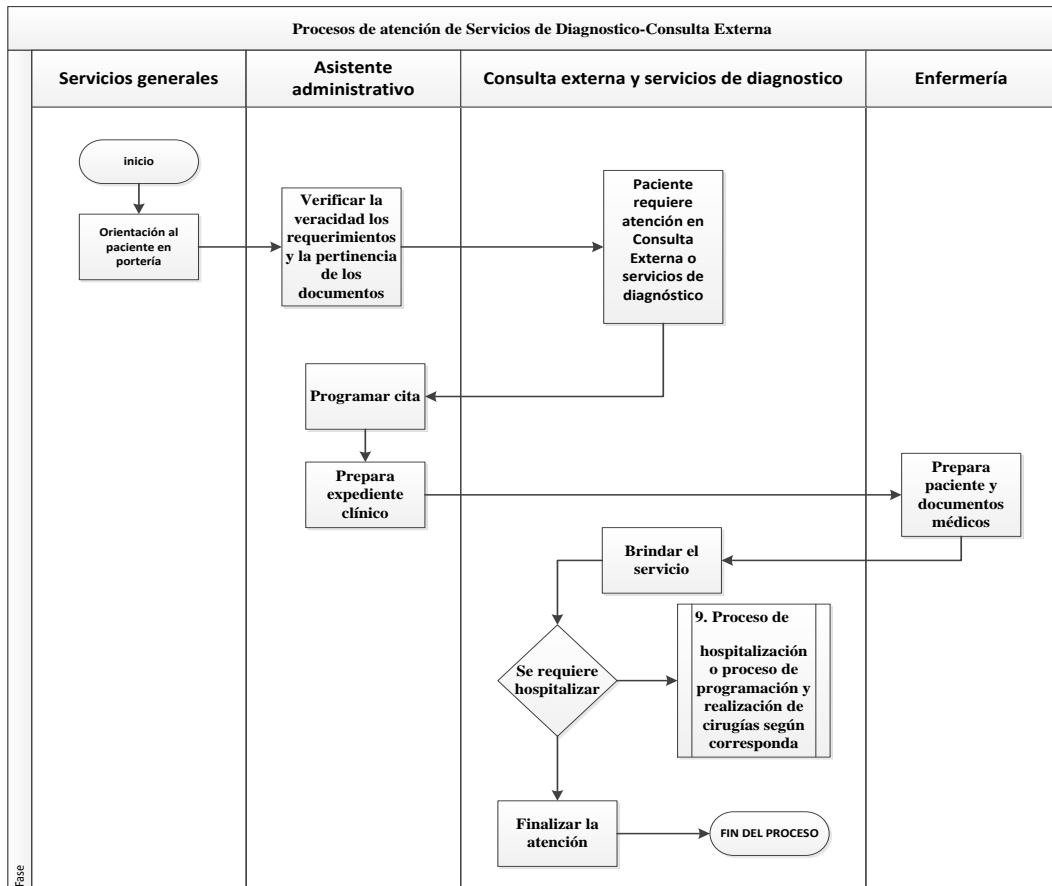 Procesos de atención de Servicios de Diagnostico-Consulta Externa
Servicios generales
Asistente
administrativo
Consulta externa y servicios de diagnostico
Enfermería
inicio
Orientación al
paciente en
portería
Verificar la
veracidad los
requerimientos
y la pertinencia
de los
documentos
Paciente
requiere
atención en
Consulta
Externa o
servicios de
diagnóstico
Programar cita
Prepara
expediente
clínico
Prepara
paciente y
documentos
médicos
Brindar el
servicio
Se requiere
hospitalizar
9. Proceso de
hospitalización
o proceso de
programación y
realización de
cirugías según
corresponda
Finalizar la
atención
FIN DEL PROCESO
Fase